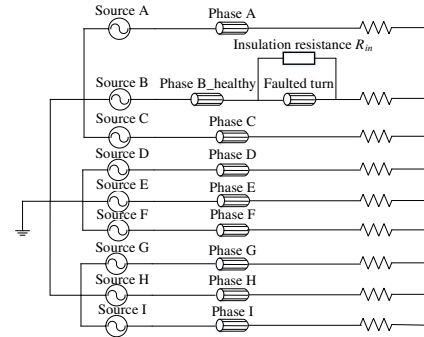 Source A Phase A
Insulation resistance R_in
Source B Phase B_healthy Faulted turn
Source C Phase C
Source D Phase D
Source E Phase E
Source F Phase F
Source G Phase G
Source H Phase H
Source I Phase I